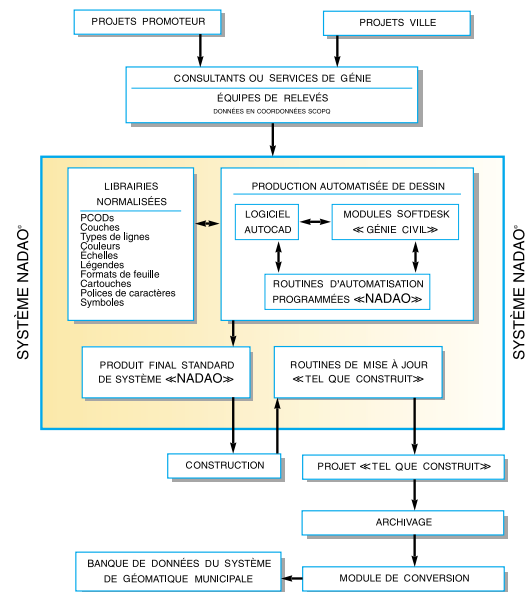 PROJETS PROMOTEUR
PROJETS VILLE
CONSULTANTS OU SERVICES DE GÉNIE
ÉQUIPES DE RELEVÉS
DONNÉES EN COORDONNÉES SCOPQ
SYSTÈME NADAO©
LIBRAIRIES
NORMALISÉES
PCODs
Couches
Types de lignes
Couleurs
Échelles
Légendes
Formats de feuille
Cartouches
Polices de caractères
Symboles
PRODUCTION AUTOMATISÉE DE DESSIN
LOGICIEL
AUTOCAD
MODULES SOFTDESK
≪ GÉNIE CIVIL≫
ROUTINES D'AUTOMATISATION
PROGRAMMÉES ≪NADAO≫
SYSTÈME NADAO©
PRODUIT FINAL STANDARD
DE SYSTÈME ≪NADAO≫
ROUTINES DE MISE À JOUR
≪TEL QUE CONSTRUIT≫
CONSTRUCTION
PROJET ≪TEL QUE CONSTRUIT≫
ARCHIVAGE
BANQUE DE DONNÉES DU SYSTÈME
DE GÉOMATIQUE MUNICIPALE
MODULE DE CONVERSION